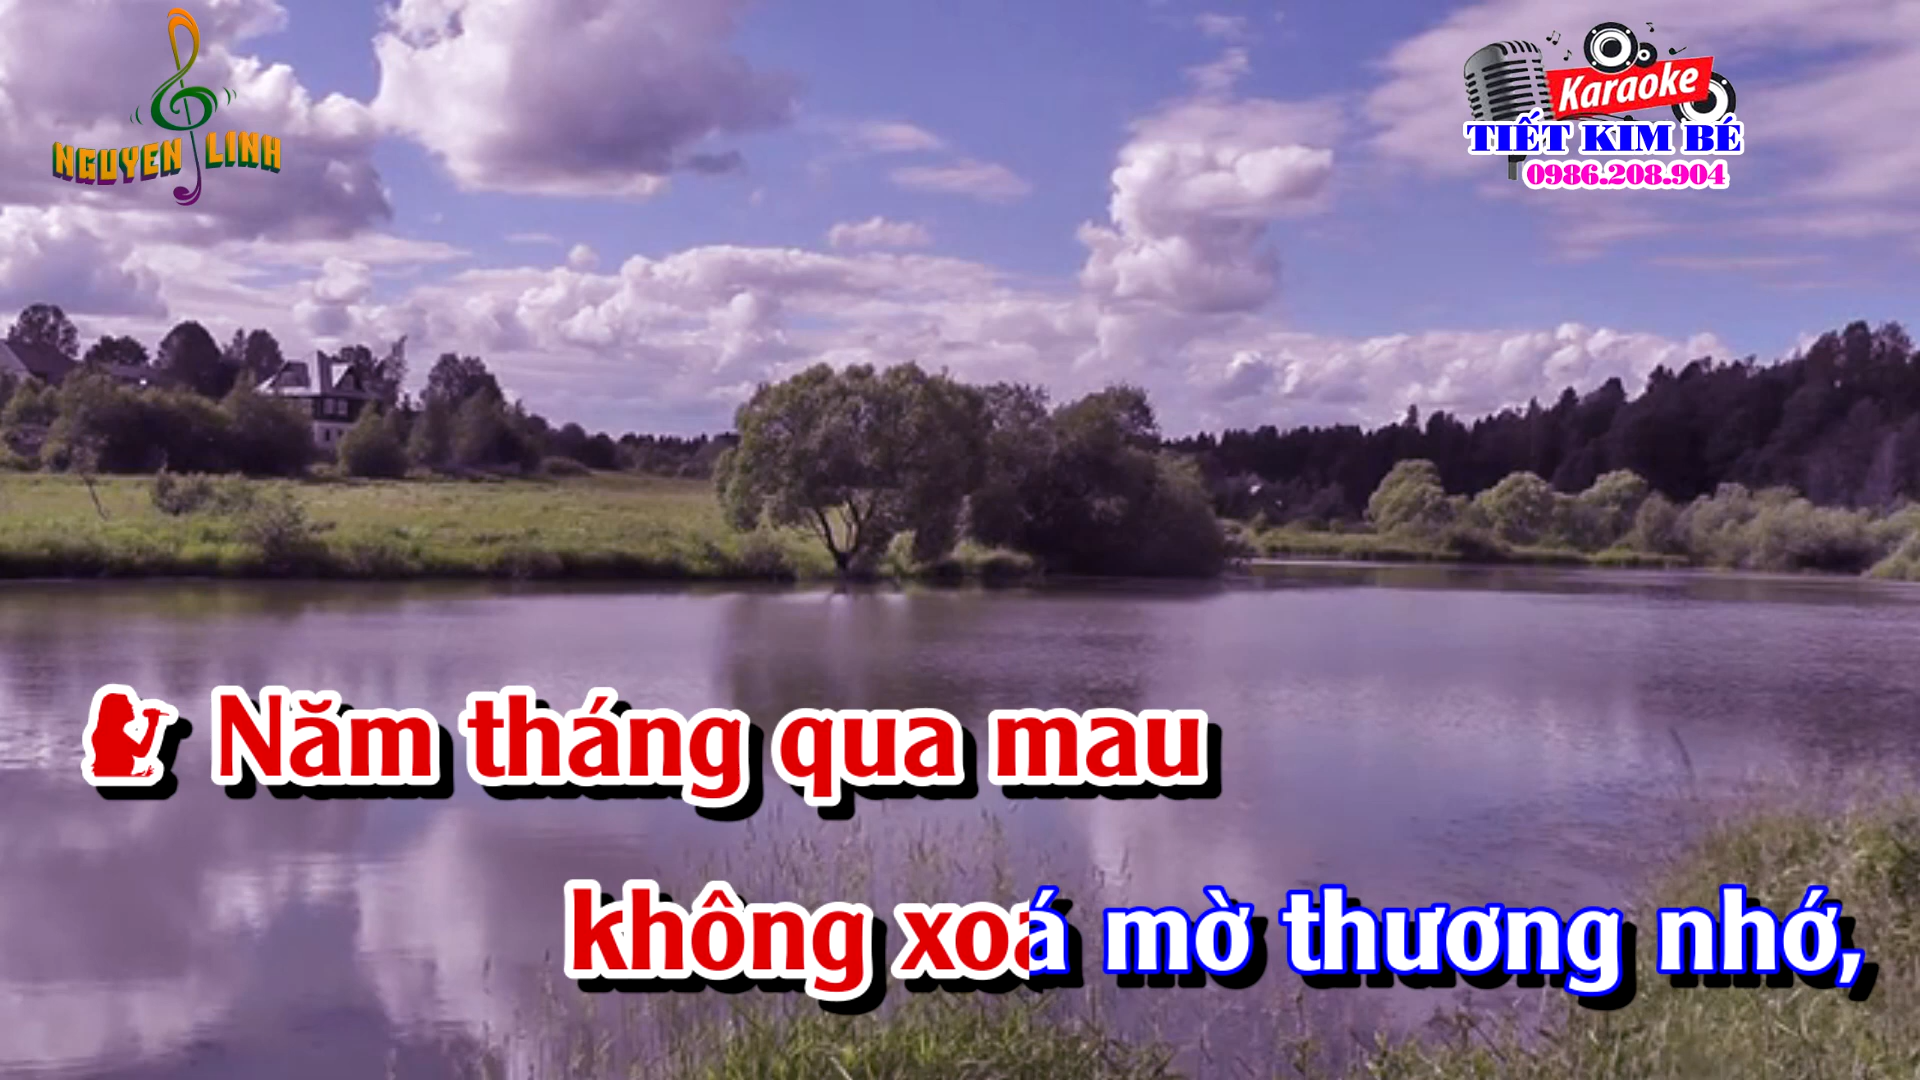 NGUYEN LINH
Karaoke
TIẾT KIM BÉ
0986.208.904
Năm tháng qua mau
không xoá mờ thương nhớ,